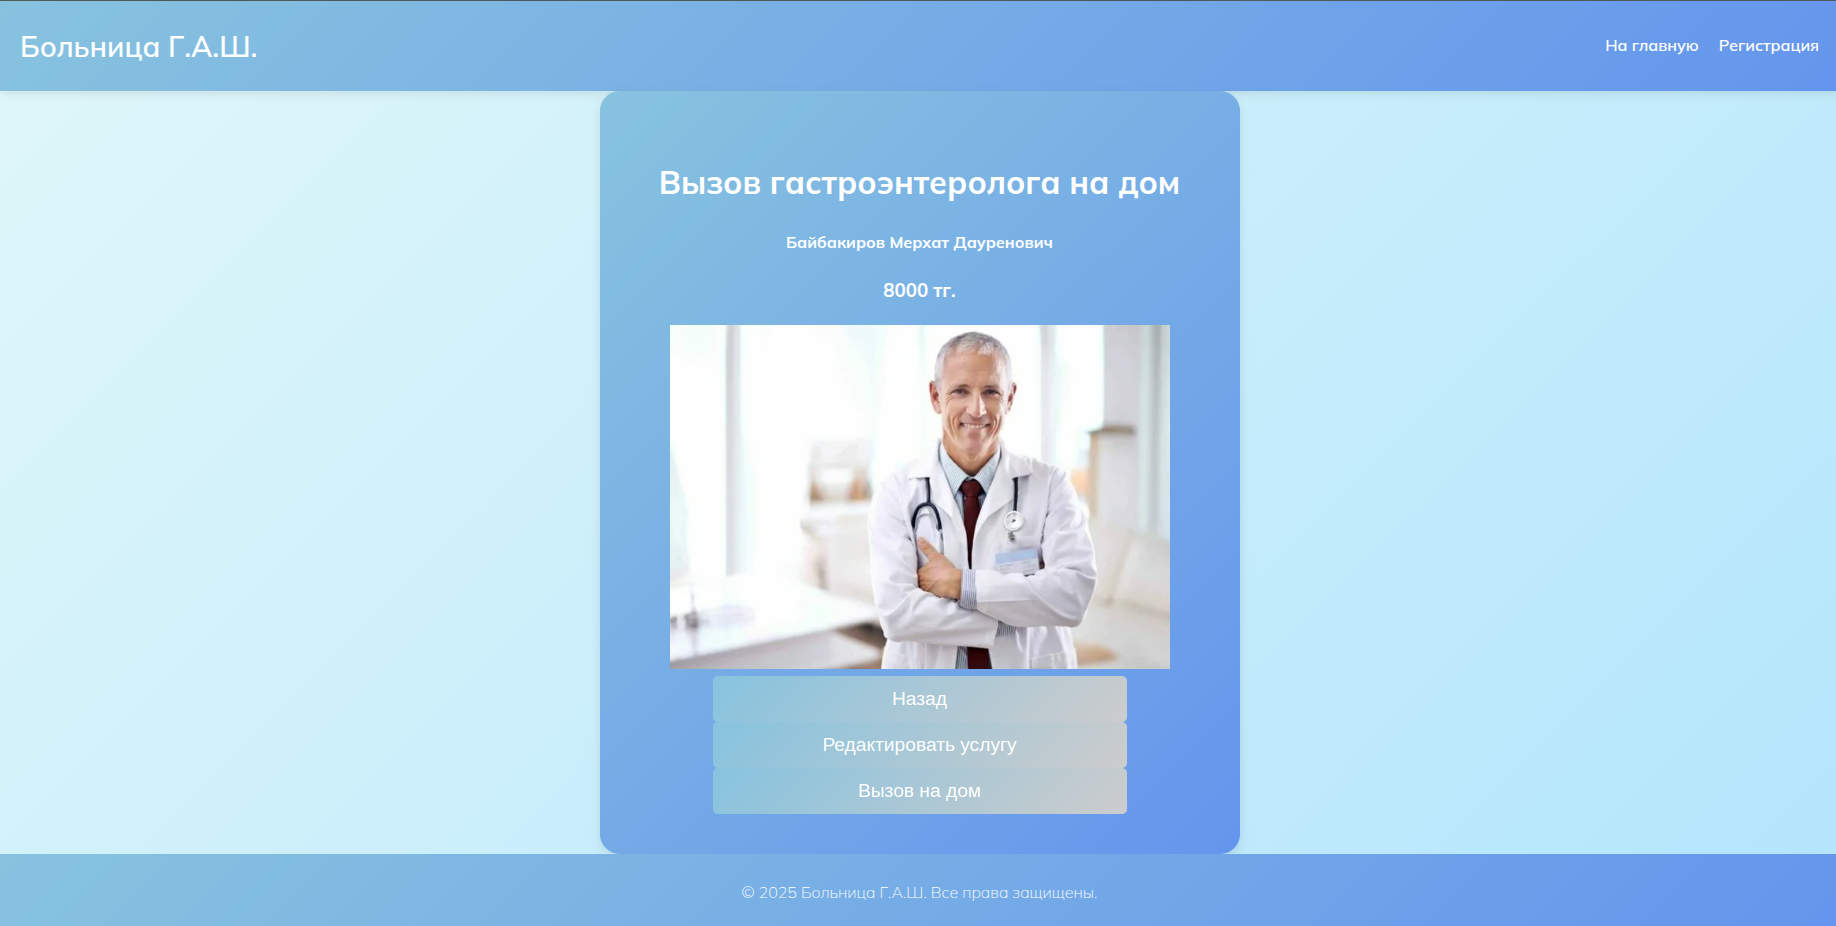 Больница Г.А.Ш.
На главную Регистрация
Вызов гастроэнтеролога на дом
Байбакиров Мерхат Дауренович
8000 тг.
Назад
Редактировать услугу
Вызов на дом
© 2025 Больница Г.А.Ш. Все права защищены.